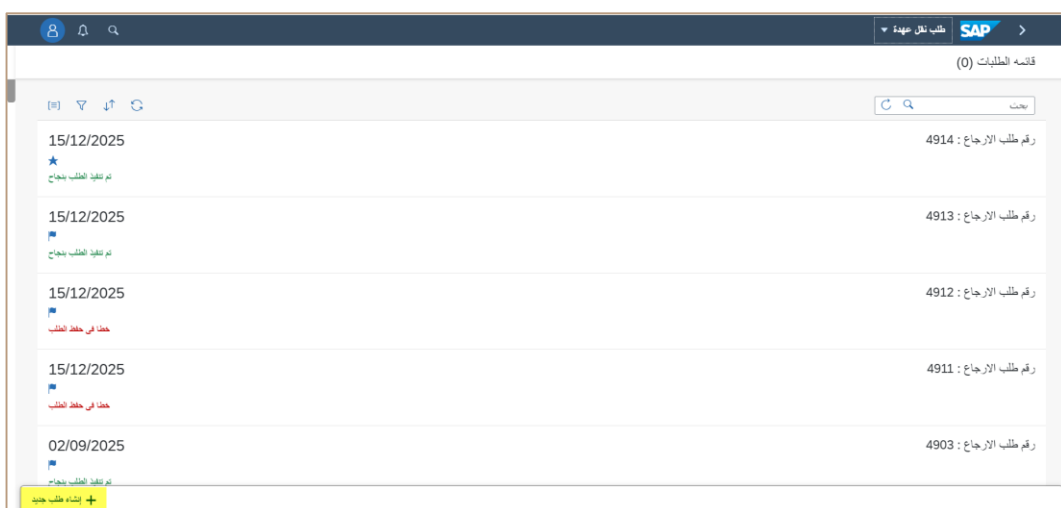 طلب نقل عهدة SAP
قائمه الطلبات (0)
بحث
رقم طلب الارجاع : 4914
15/12/2025
تم تنفيذ الطلب بنجاح
رقم طلب الارجاع : 4913
15/12/2025
تم تنفيذ الطلب بنجاح
رقم طلب الارجاع : 4912
15/12/2025
خطا فى حفظ الطلب
رقم طلب الارجاع : 4911
15/12/2025
خطا فى حفظ الطلب
رقم طلب الارجاع : 4903
02/09/2025
تم تنفيذ الطلب بنجاح
إنشاء طلب جديد